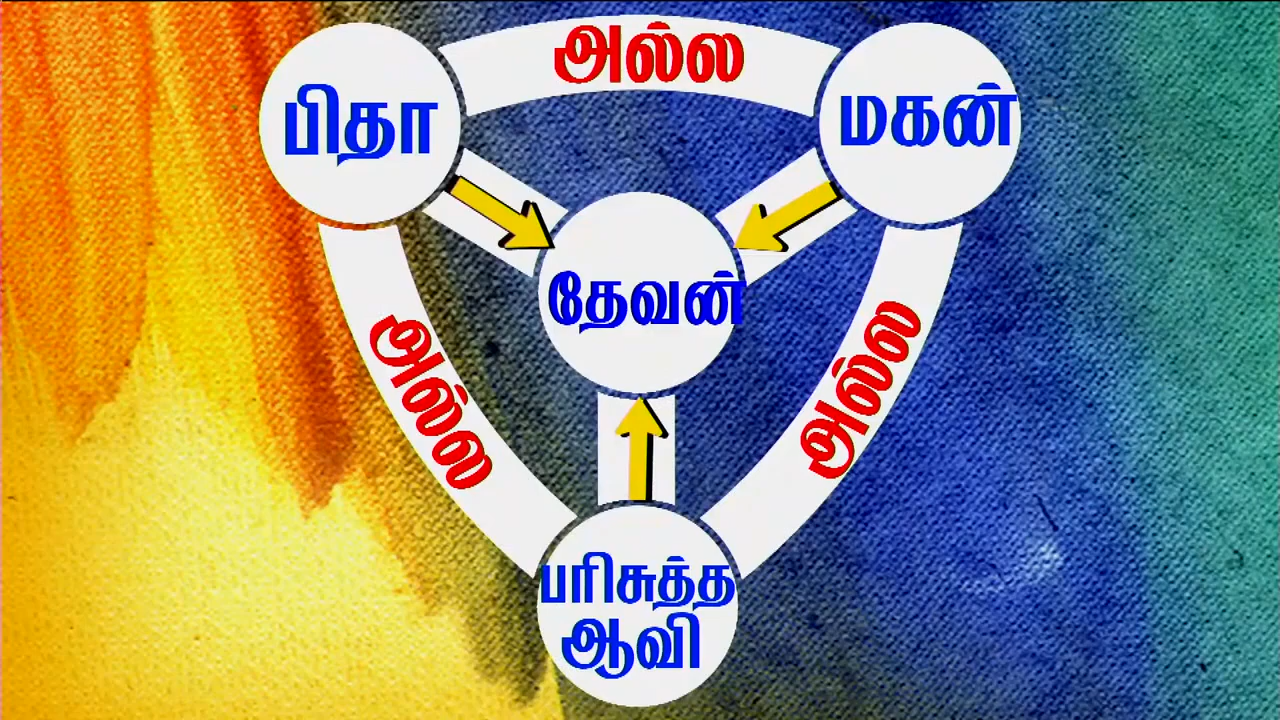 அல்ல
பிதா
மகன்
தேவன்
அல்ல
அல்ல
பரிசுத்த
ஆவி